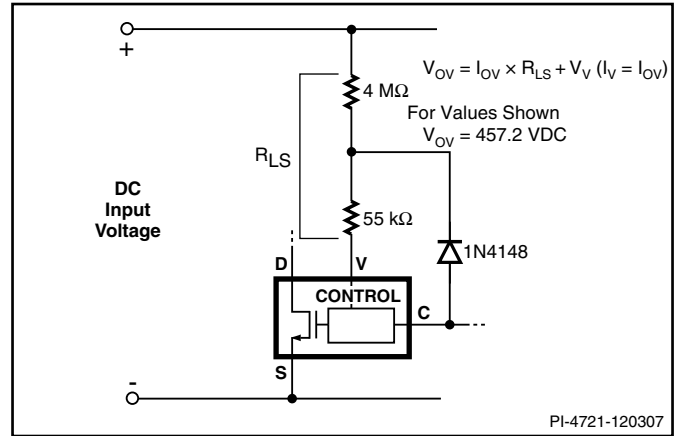 +
V_OV = I_OV × R_LS + V_V (I_V = I_OV)
4 MΩ
For Values Shown
V_OV = 457.2 VDC
R_LS
DC
Input
Voltage
55 kΩ
1N4148
D
V
CONTROL
C
S
-
PI-4721-120307